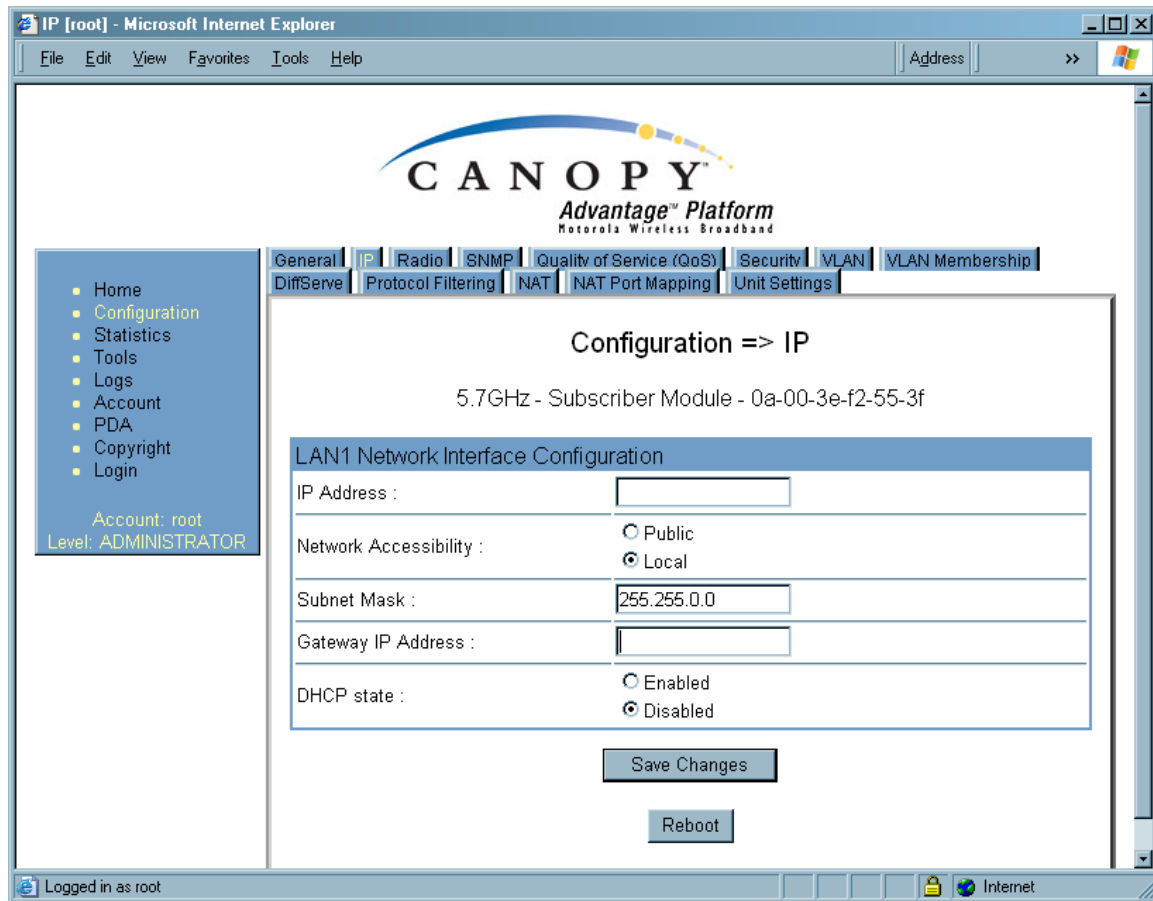 IP [root] - Microsoft Internet Explorer
File Edit View Favorites Tools Help Address »
CANOPY™
Advantage™ Platform
Motorola Wireless Broadband
General IP Radio SNMP Quality of Service (QoS) Security VLAN VLAN Membership
DiffServe Protocol Filtering NAT NAT Port Mapping Unit Settings
Home
Configuration
Statistics
Tools
Logs
Account
PDA
Copyright
Login
Account: root
Level: ADMINISTRATOR
Configuration => IP
5.7GHz - Subscriber Module - 0a-00-3e-f2-55-3f
LAN1 Network Interface Configuration
IP Address :
Network Accessibility :
Public
Local
Subnet Mask : 255.255.0.0
Gateway IP Address :
DHCP state :
Enabled
Disabled
Save Changes
Reboot
Logged in as root Internet